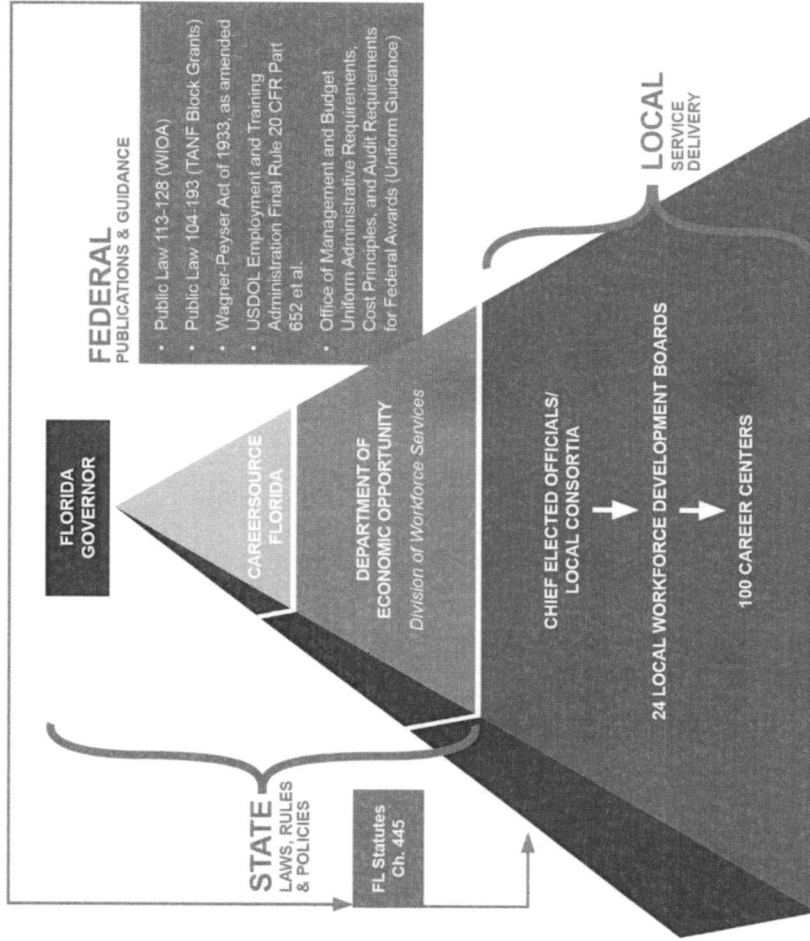 FLORIDA
GOVERNOR
FEDERAL
PUBLICATIONS & GUIDANCE
• Public Law 113-128 (WIOA)
• Public Law 104-193 (TANF Block Grants)
• Wagner-Peyser Act of 1933, as amended
• USDOL Employment and Training
Administration Final Rule 20 CFR Part
652 et al.
• Office of Management and Budget
Uniform Administrative Requirements,
Cost Principles, and Audit Requirements
for Federal Awards (Uniform Guidance)
STATE
LAWS, RULES
& POLICIES
FL Statutes
Ch. 445
CAREERSOURCE
FLORIDA
DEPARTMENT OF
ECONOMIC OPPORTUNITY
Division of Workforce Services
LOCAL
SERVICE
DELIVERY
CHIEF ELECTED OFFICIALS/
LOCAL CONSORTIA
24 LOCAL WORKFORCE DEVELOPMENT BOARDS
100 CAREER CENTERS